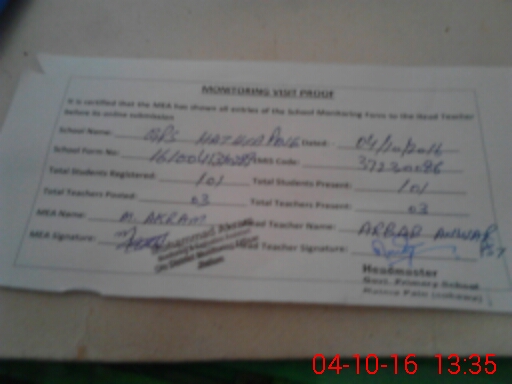 MONITORING VISIT PROOF
It is certified that the MEA has shown all entries of the School Monitoring Form to the Head Teacher
before its online submission
School Name: GPS Dated: 04/10/2016
School Form No: EMIS Code: 37230086
Total Students Registered: 101 Total Students Present: 101
Total Teachers Posted: 03 Total Teachers Present: 03
MEA Name: M. AKRAM Head Teacher Name: ARBAB ANWAR
MEA Signature: Head Teacher Signature: PST
Muhammad Akram
Headmaster
Govt. Primary School
04-10-16 13:35